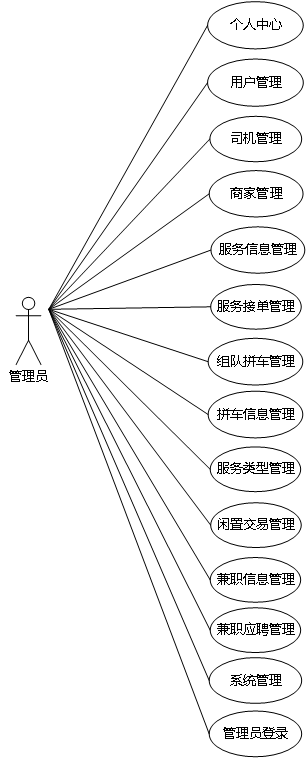 个人中心
用户管理
司机管理
商家管理
服务信息管理
服务接单管理
组队拼车管理
管理员
拼车信息管理
服务类型管理
闲置交易管理
兼职信息管理
兼职应聘管理
系统管理
管理员登录